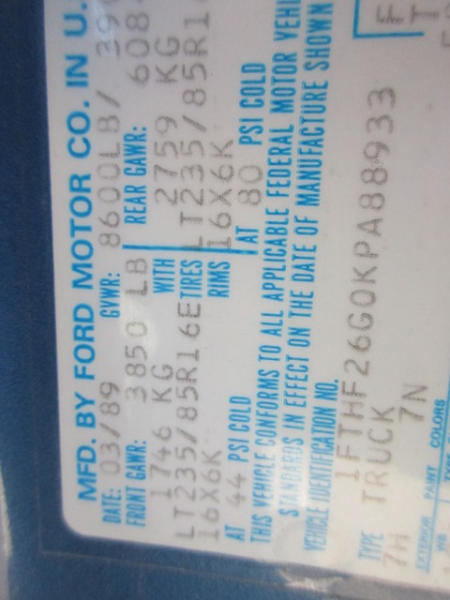 MFD. BY FORD MOTOR CO. IN U.
DATE: 03/89 GVWR: 8600LB/ 390
FRONT GAWR: 3850 LB REAR GAWR: 608
1746 KG WITH 2759 KG
LT235/85R16E TIRES LT235/85R1
16X6K RIMS 16X6K
AT 44 PSI COLD AT 80 PSI COLD
THIS VEHICLE CONFORMS TO ALL APPLICABLE FEDERAL MOTOR VEHI
STANDARDS IN EFFECT ON THE DATE OF MANUFACTURE SHOWN
VEHICLE IDENTIFICATION NO. F
1FTHF26G0KPA88933 T
TYPE TRUCK
7H 7N
EXTERIOR PAINT COLORS
WB